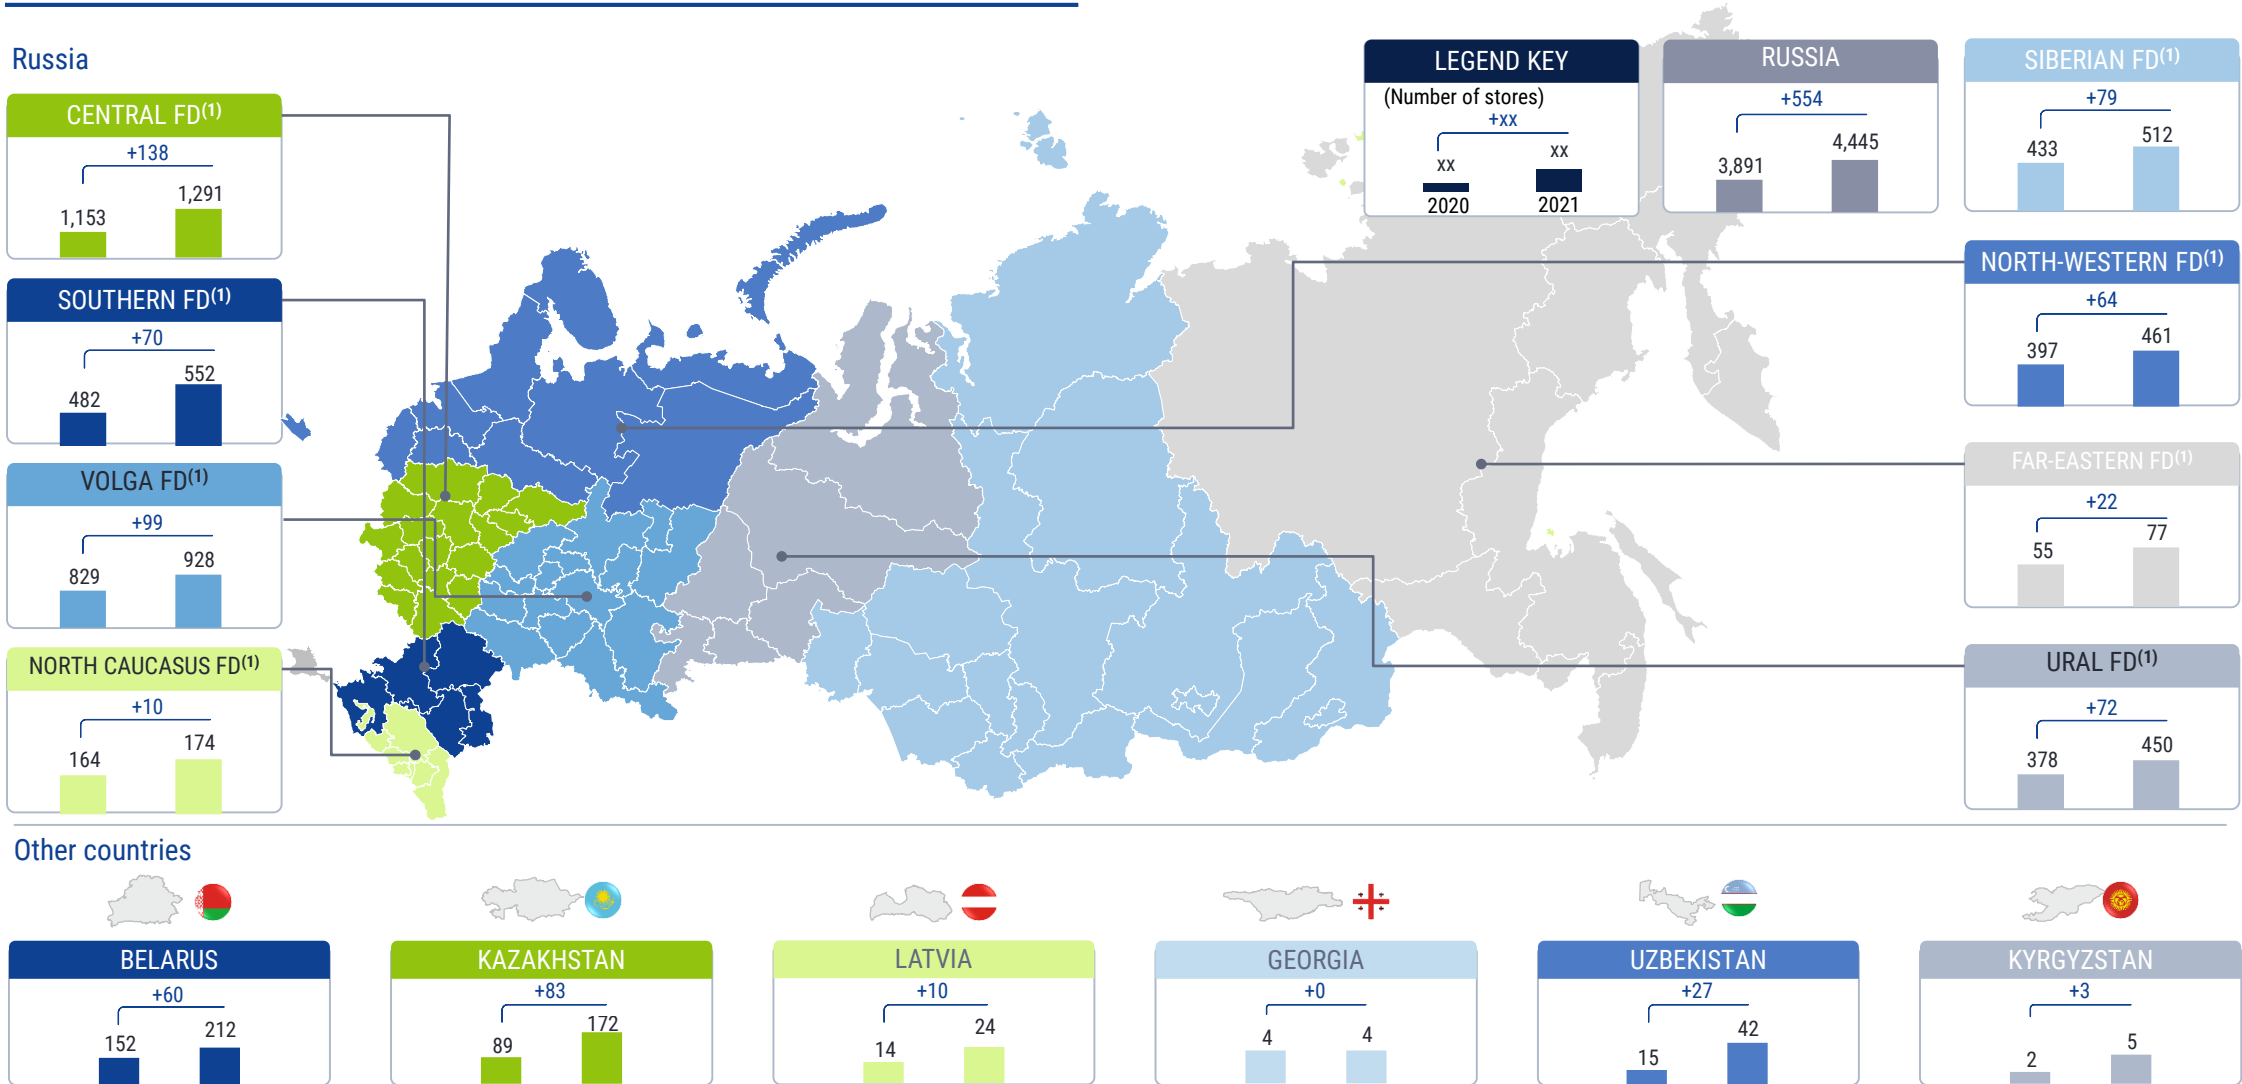 Russia
CENTRAL FD(1)
+138
1,153
1,291
SOUTHERN FD(1)
+70
482
552
VOLGA FD(1)
+99
829
928
NORTH CAUCASUS FD(1)
+10
164
174
LEGEND KEY
(Number of stores)
+xx
xx
xx
2020
2021
RUSSIA
+554
3,891
4,445
SIBERIAN FD(1)
+79
433
512
NORTH-WESTERN FD(1)
+64
397
461
FAR-EASTERN FD(1)
+22
55
77
URAL FD(1)
+72
378
450
Other countries
BELARUS
+60
152
212
KAZAKHSTAN
+83
89
172
LATVIA
+10
14
24
GEORGIA
+0
4
4
UZBEKISTAN
+27
15
42
KYRGYZSTAN
+3
2
5